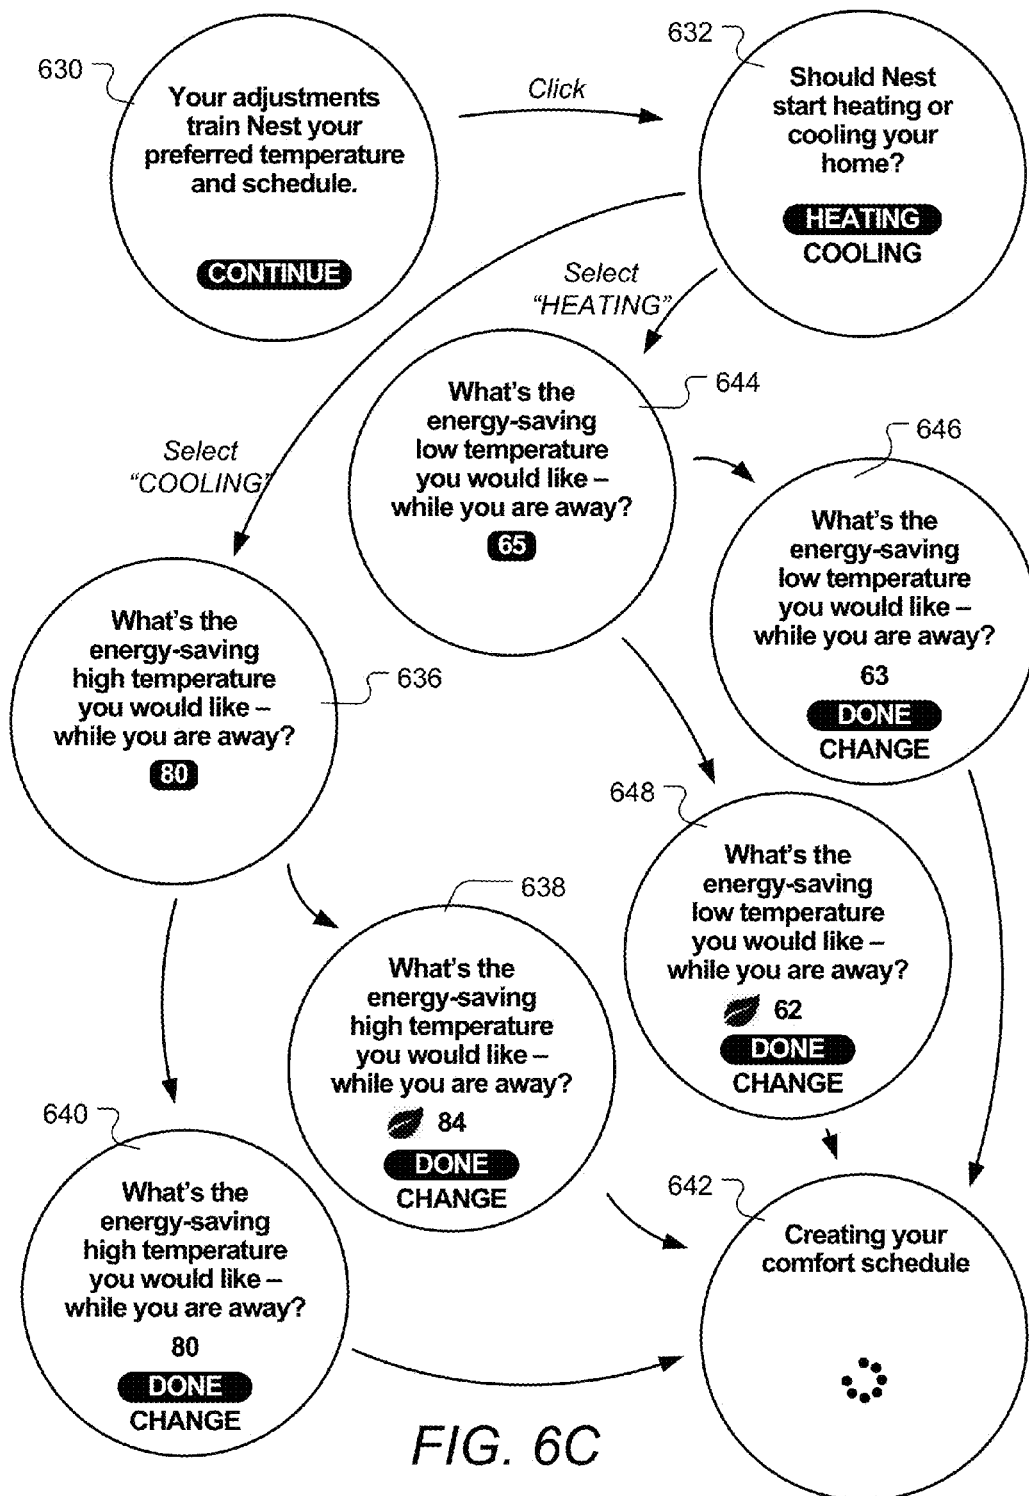 630
Your adjustments
train Nest your
preferred temperature
and schedule.
CONTINUE
Click
632
Should Nest
start heating or
cooling your
home?
HEATING
COOLING
Select
"HEATING"
Select
"COOLING"
644
What's the
energy-saving
low temperature
you would like –
while you are away?
65
646
What's the
energy-saving
low temperature
you would like –
while you are away?
63
DONE
CHANGE
636
What's the
energy-saving
high temperature
you would like –
while you are away?
80
648
What's the
energy-saving
low temperature
you would like –
while you are away?
62
DONE
CHANGE
638
What's the
energy-saving
high temperature
you would like –
while you are away?
84
DONE
CHANGE
640
What's the
energy-saving
high temperature
you would like –
while you are away?
80
DONE
CHANGE
642
Creating your
comfort schedule
FIG. 6C